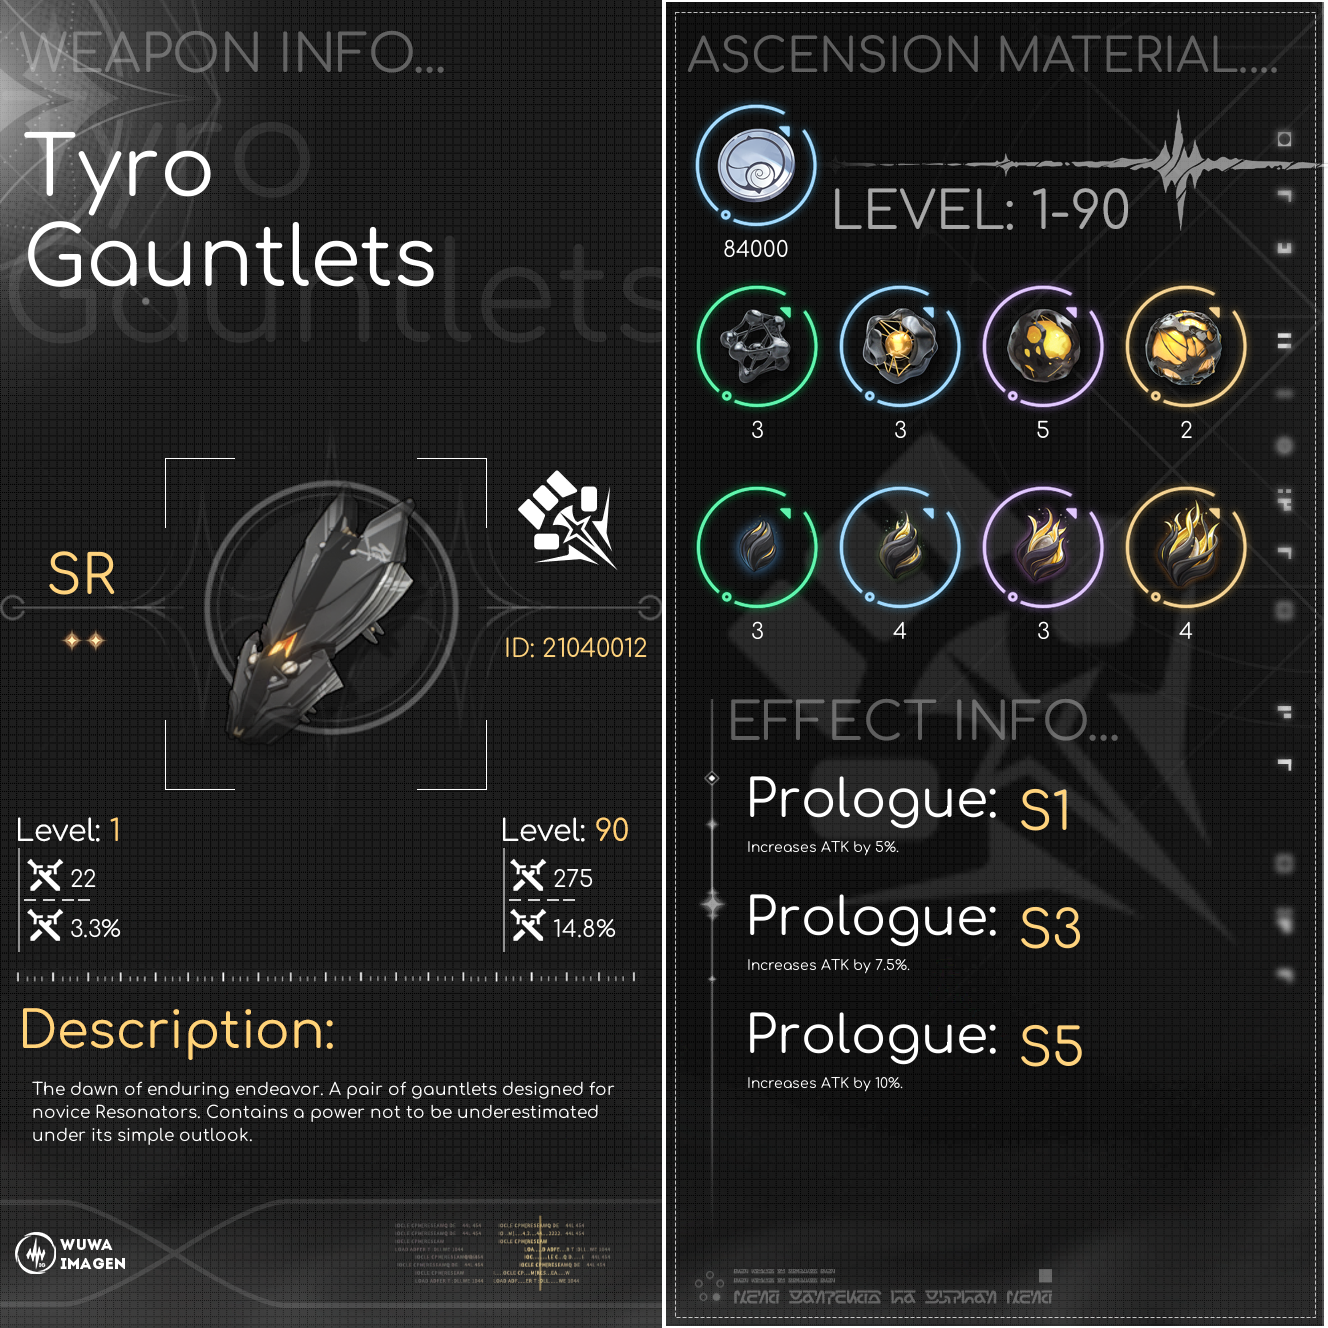 WEAPON INFO...
Tyro
Gauntlets
SR
ID: 21040012
Level: 1
22
3.3%
Level: 90
275
14.8%
Description:
The dawn of enduring endeavor. A pair of gauntlets designed for
novice Resonators. Contains a power not to be underestimated
under its simple outlook.
WUWA
IMAGEN
ASCENSION MATERIAL....
LEVEL: 1-90
84000
3
3
5
2
3
4
3
4
EFFECT INFO...
Prologue: S1
Increases ATK by 5%.
Prologue: S3
Increases ATK by 7.5%.
Prologue: S5
Increases ATK by 10%.